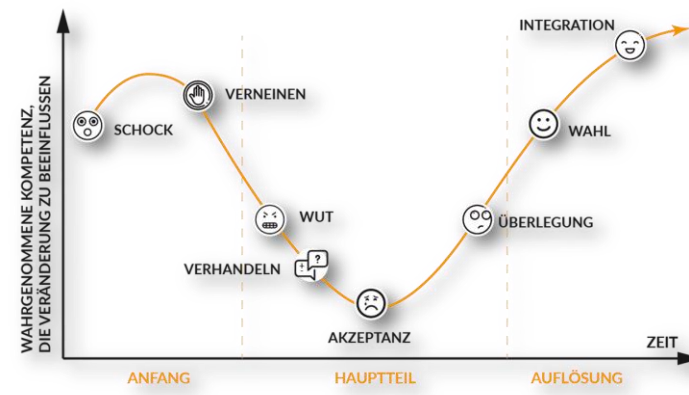 WAHRGENOMMENE KOMPETENZ,
DIE VERÄNDERUNG ZU BEEINFLUSSEN
SCHOCK
VERNEINEN
WUT
VERHANDELN
?
AKZEPTANZ
ÜBERLEGUNG
WAHL
INTEGRATION
ZEIT
ANFANG
HAUPTTEIL
AUFLÖSUNG